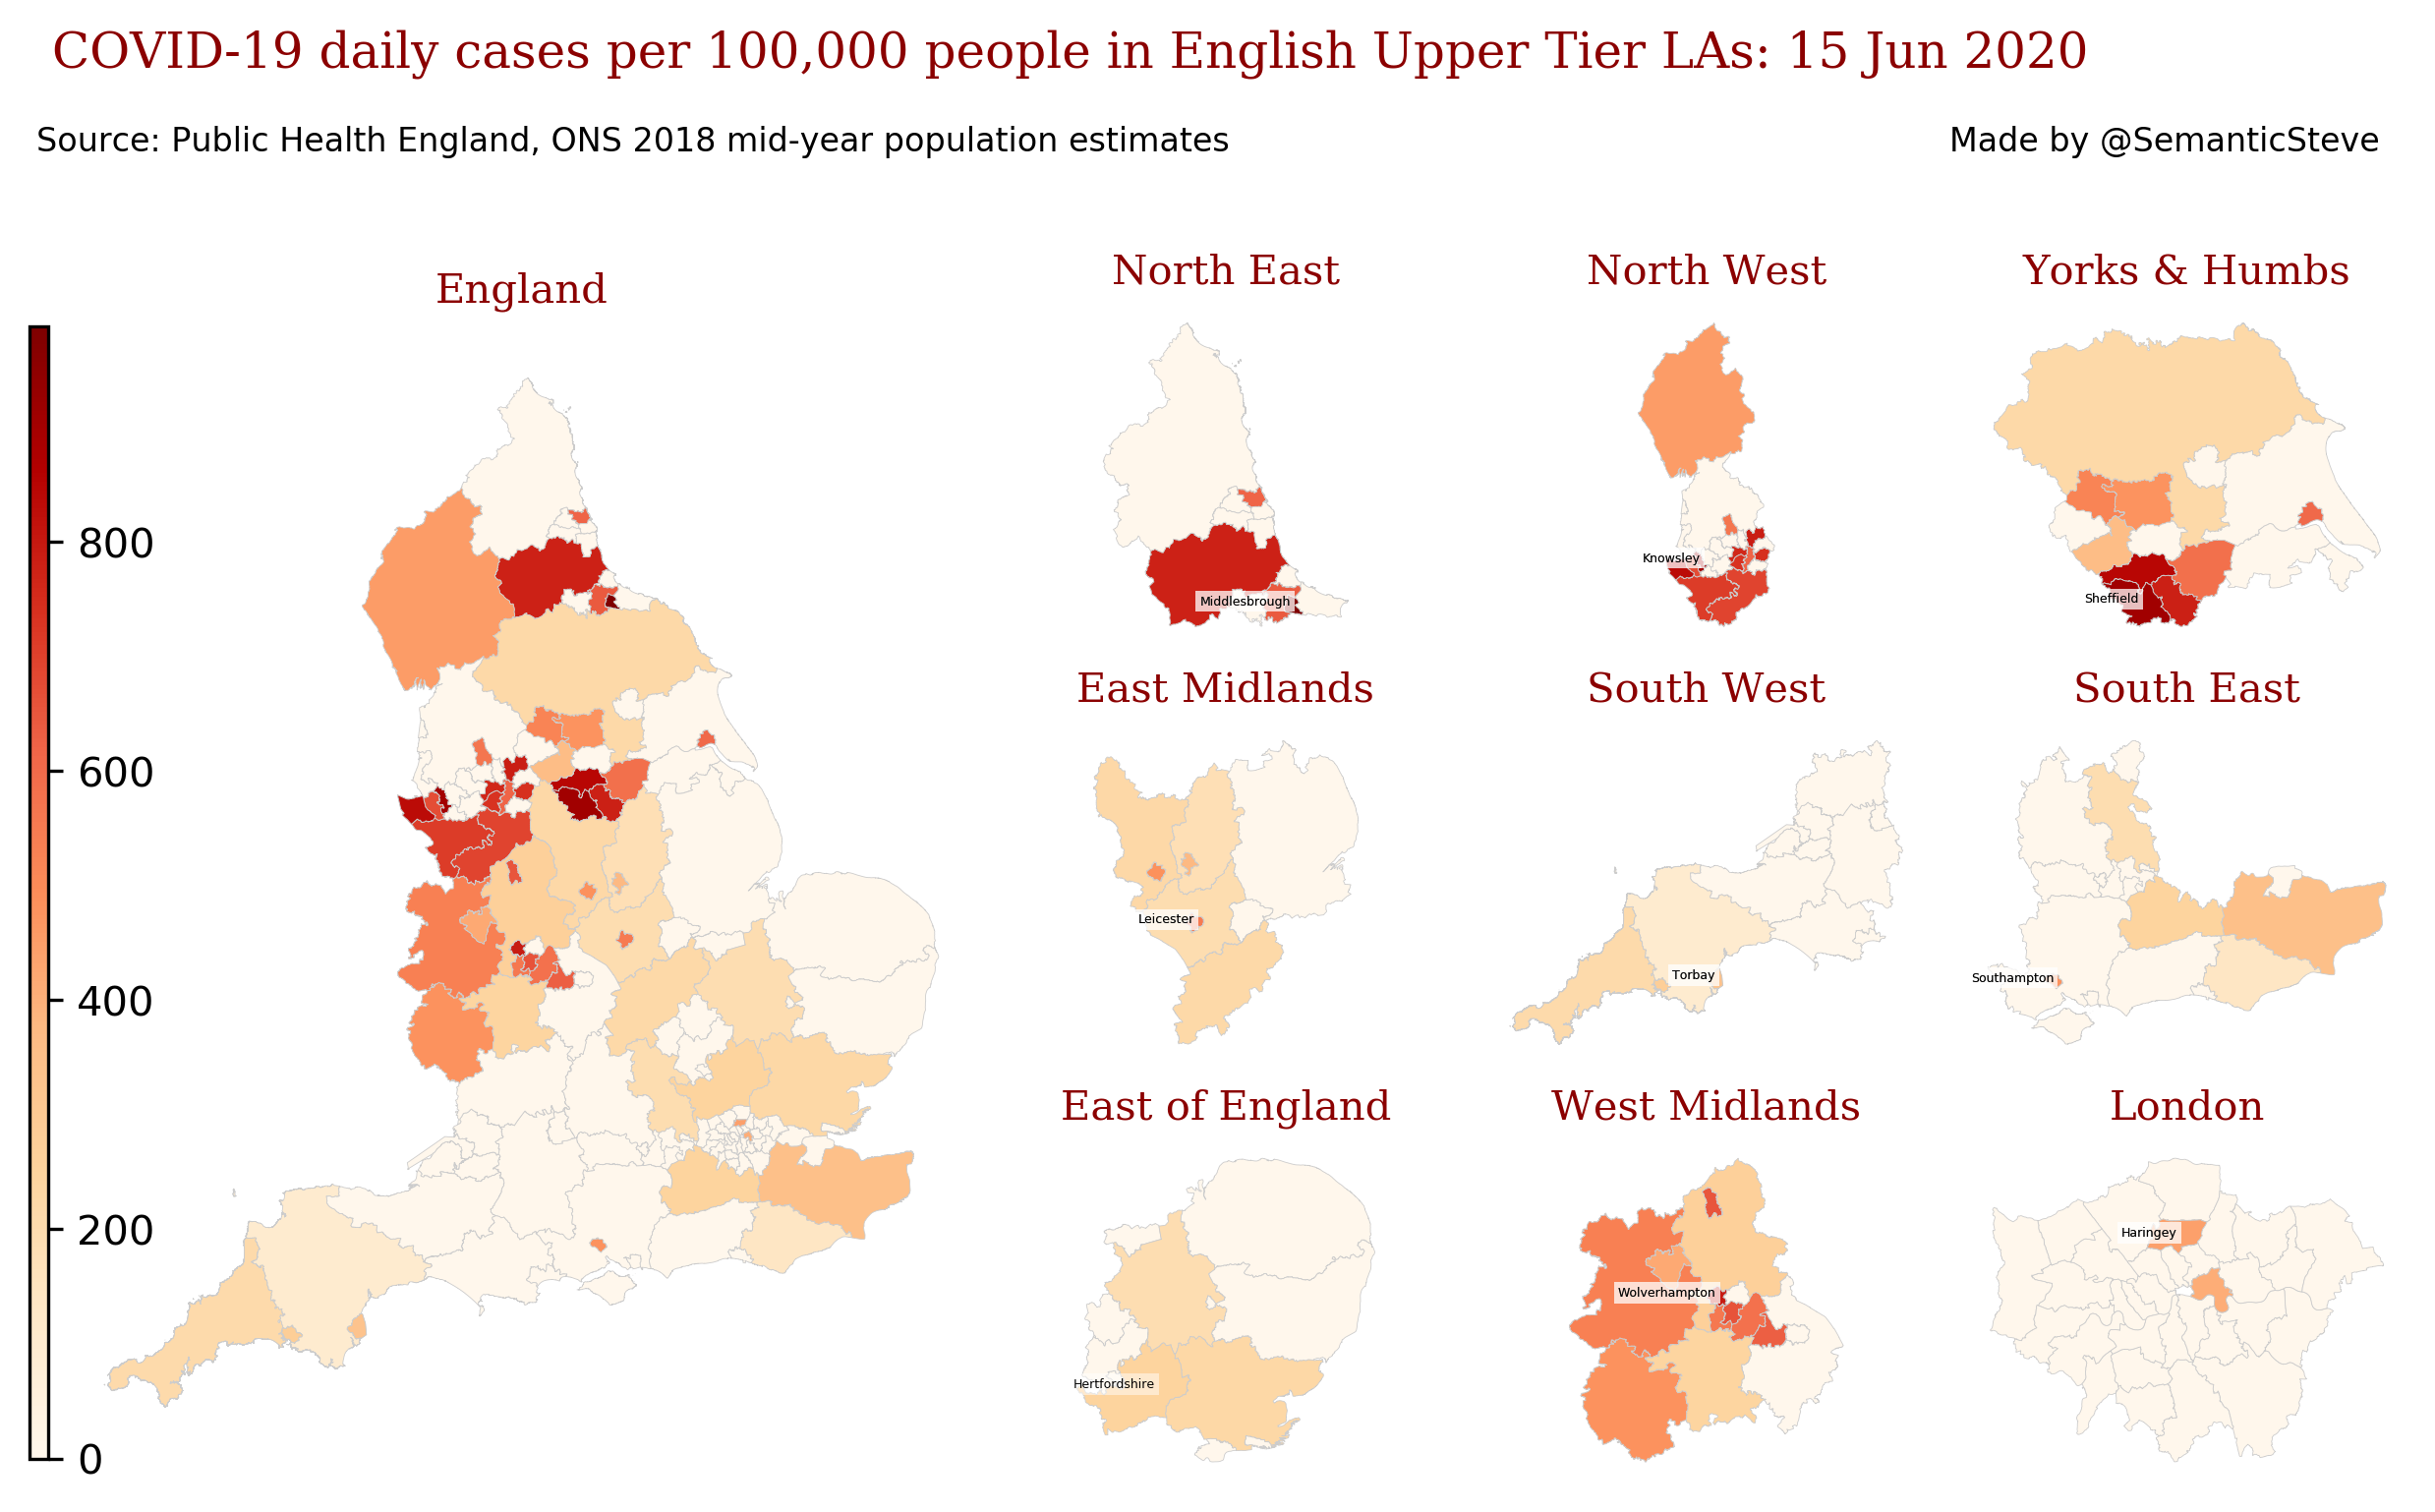 COVID-19 daily cases per 100,000 people in English Upper Tier LAs: 15 Jun 2020
Source: Public Health England, ONS 2018 mid-year population estimates
Made by @SemanticSteve
England
800
600
400
200
0
North East
Middlesbrough
North West
Knowsley
Yorks & Humbs
Sheffield
East Midlands
Leicester
South West
Torbay
South East
Southampton
East of England
Hertfordshire
West Midlands
Wolverhampton
London
Haringey